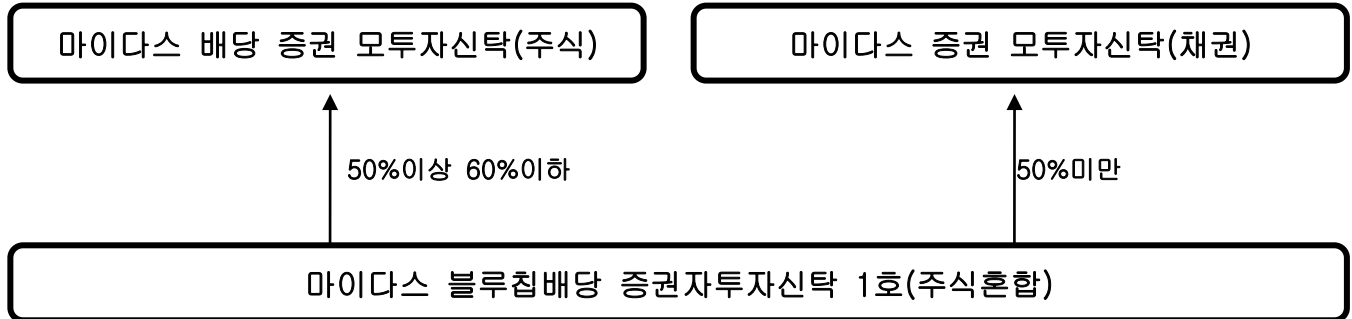 마이다스 배당 증권 모투자신탁(주식)
마이다스 증권 모투자신탁(채권)
50%이상 60%이하
50%미만
마이다스 블루칩배당 증권자투자신탁 1호(주식혼합)